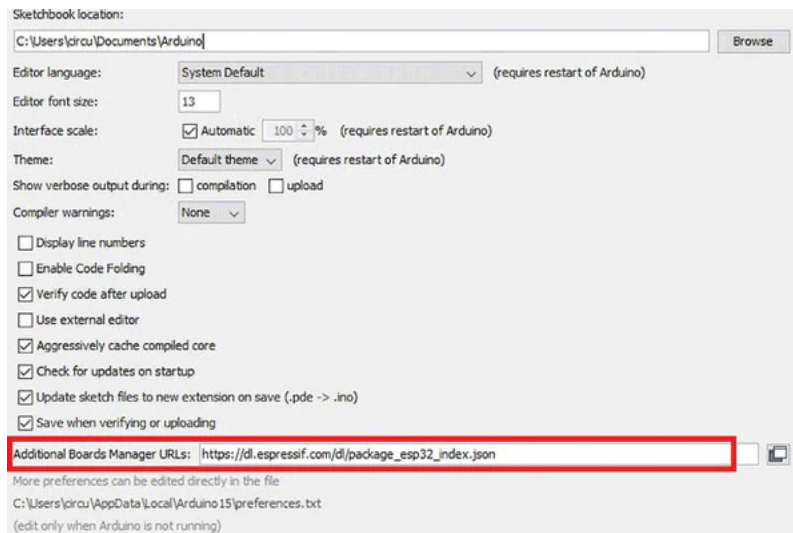 Sketchbook location:
C:\Users\circu\Documents\Arduino Browse
Editor language: System Default (requires restart of Arduino)
Editor font size: 13
Interface scale: Automatic 100 % (requires restart of Arduino)
Theme: Default theme (requires restart of Arduino)
Show verbose output during: compilation upload
Compiler warnings: None
Display line numbers
Enable Code Folding
Verify code after upload
Use external editor
Aggressively cache compiled core
Check for updates on startup
Update sketch files to new extension on save (.pde -> .ino)
Save when verifying or uploading
Additional Boards Manager URLs: https://dl.espressif.com/dl/package_esp32_index.json
More preferences can be edited directly in the file
C:\Users\circu\AppData\Local\Arduino15\preferences.txt
(edit only when Arduino is not running)